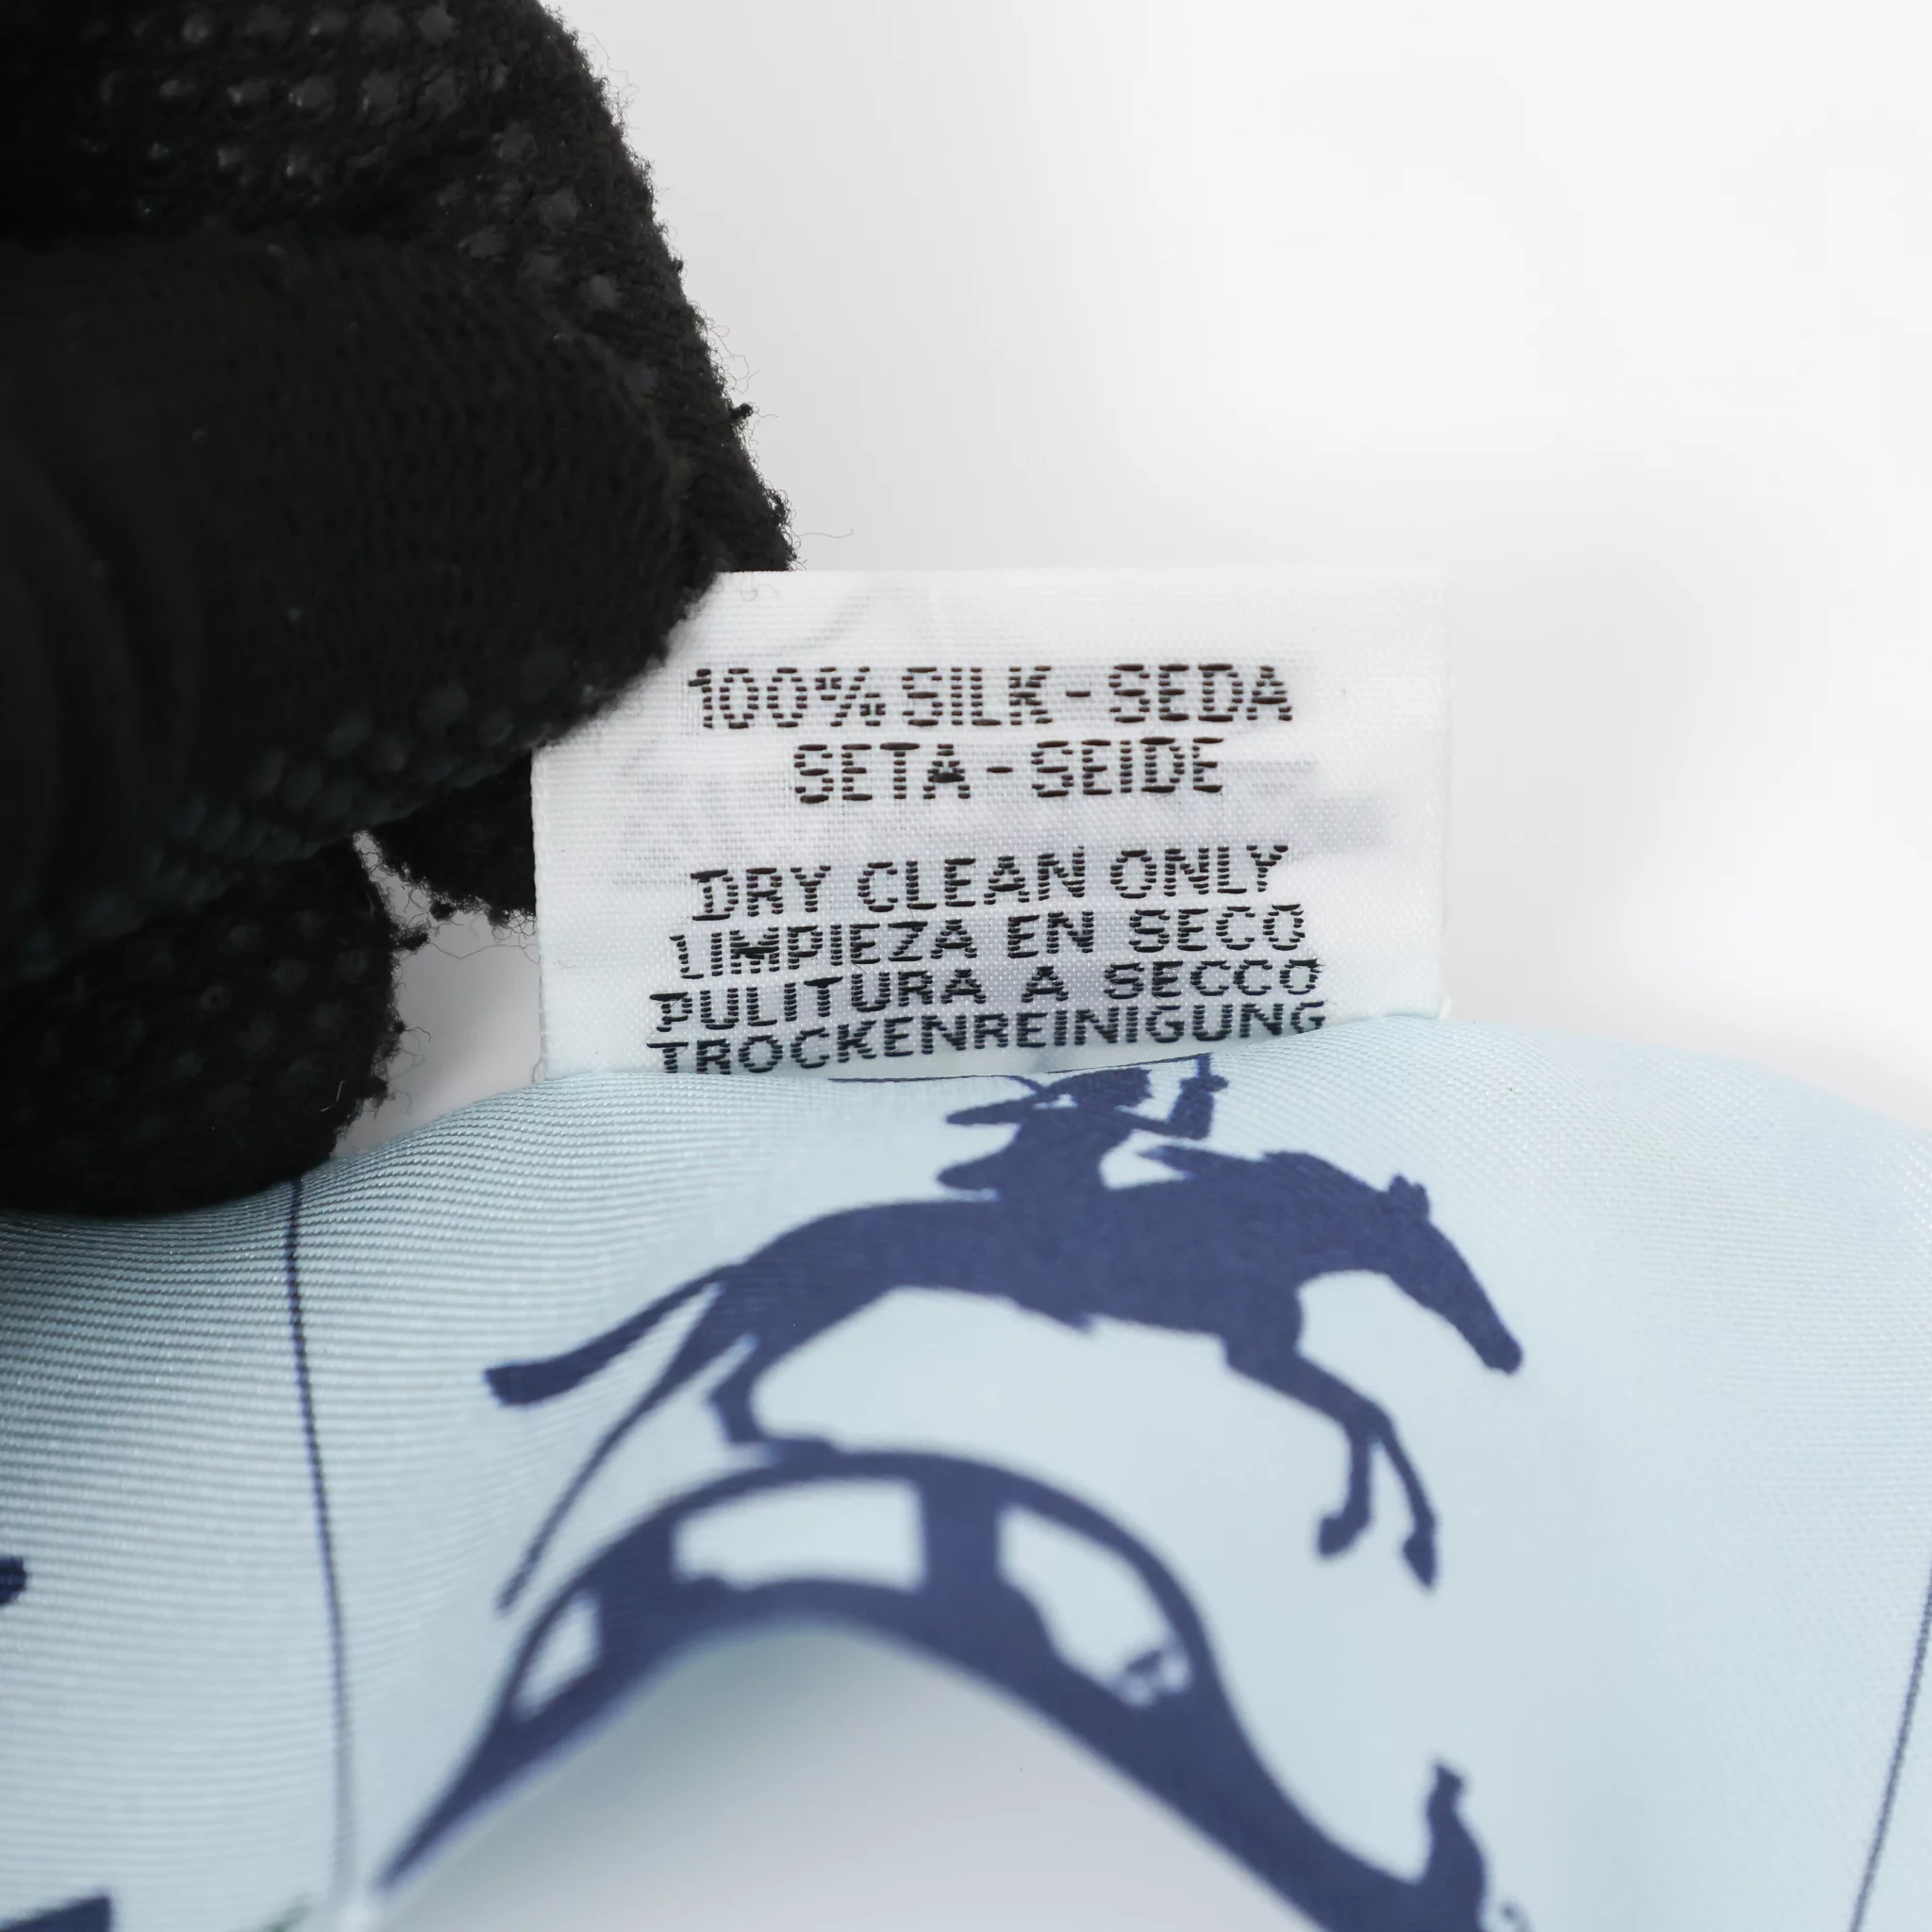 100% SILK - SEDA
SETA - SEIDE
DRY CLEAN ONLY
LIMPIEZA EN SECO
PULITURA A SECCO
TROCKENREINIGUNG